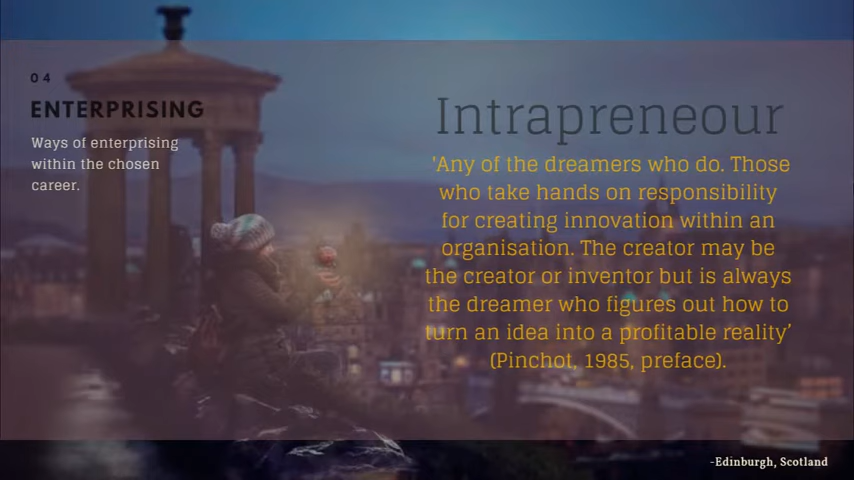 04
ENTERPRISING
Ways of enterprising
within the chosen
career.
Intrapreneour
'Any of the dreamers who do. Those
who take hands on responsibility
for creating innovation within an
organisation. The creator may be
the creator or inventor but is always
the dreamer who figures out how to
turn an idea into a profitable reality'
(Pinchot, 1985, preface).
-Edinburgh, Scotland